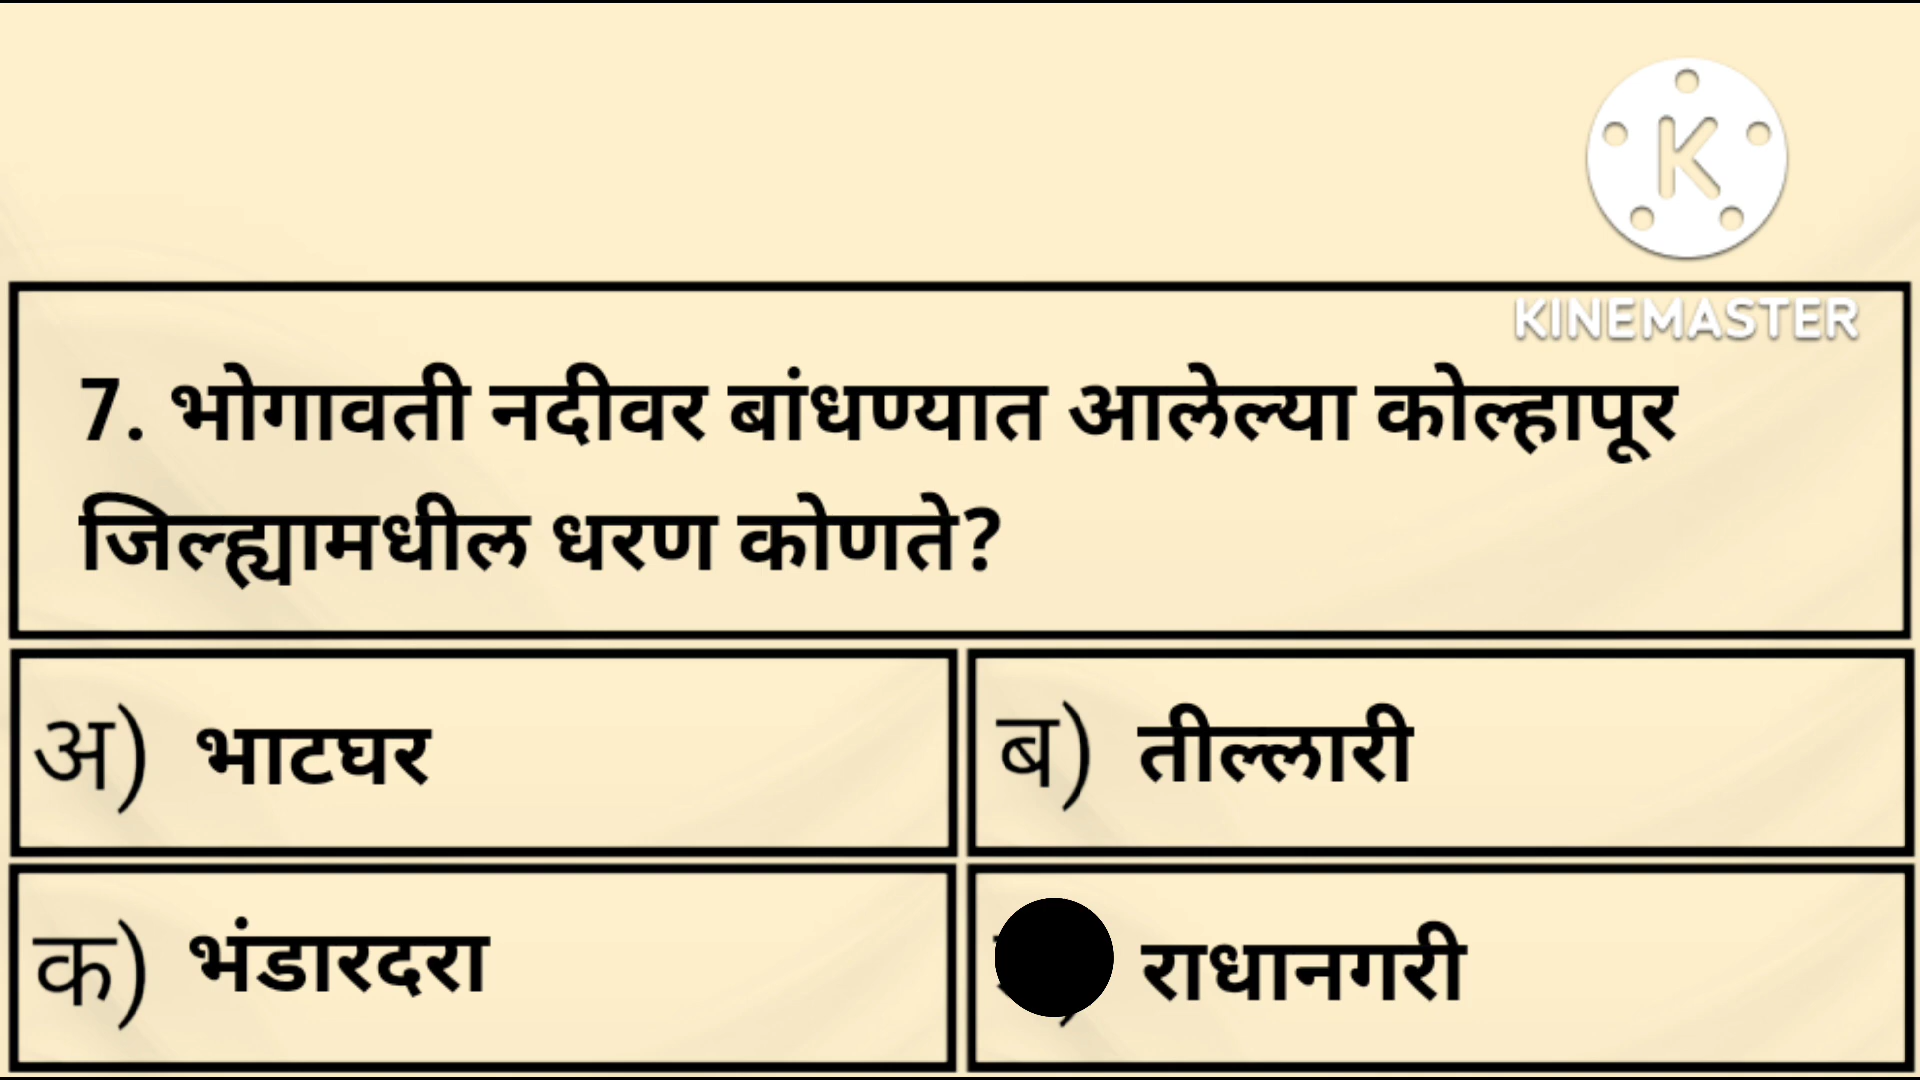 K
KINEMASTER
7. भोगावती नदीवर बांधण्यात आलेल्या कोल्हापूर
जिल्ह्यामधील धरण कोणते?
अ) भाटघर
ब) तील्लारी
क) भंडारदरा
राधानगरी